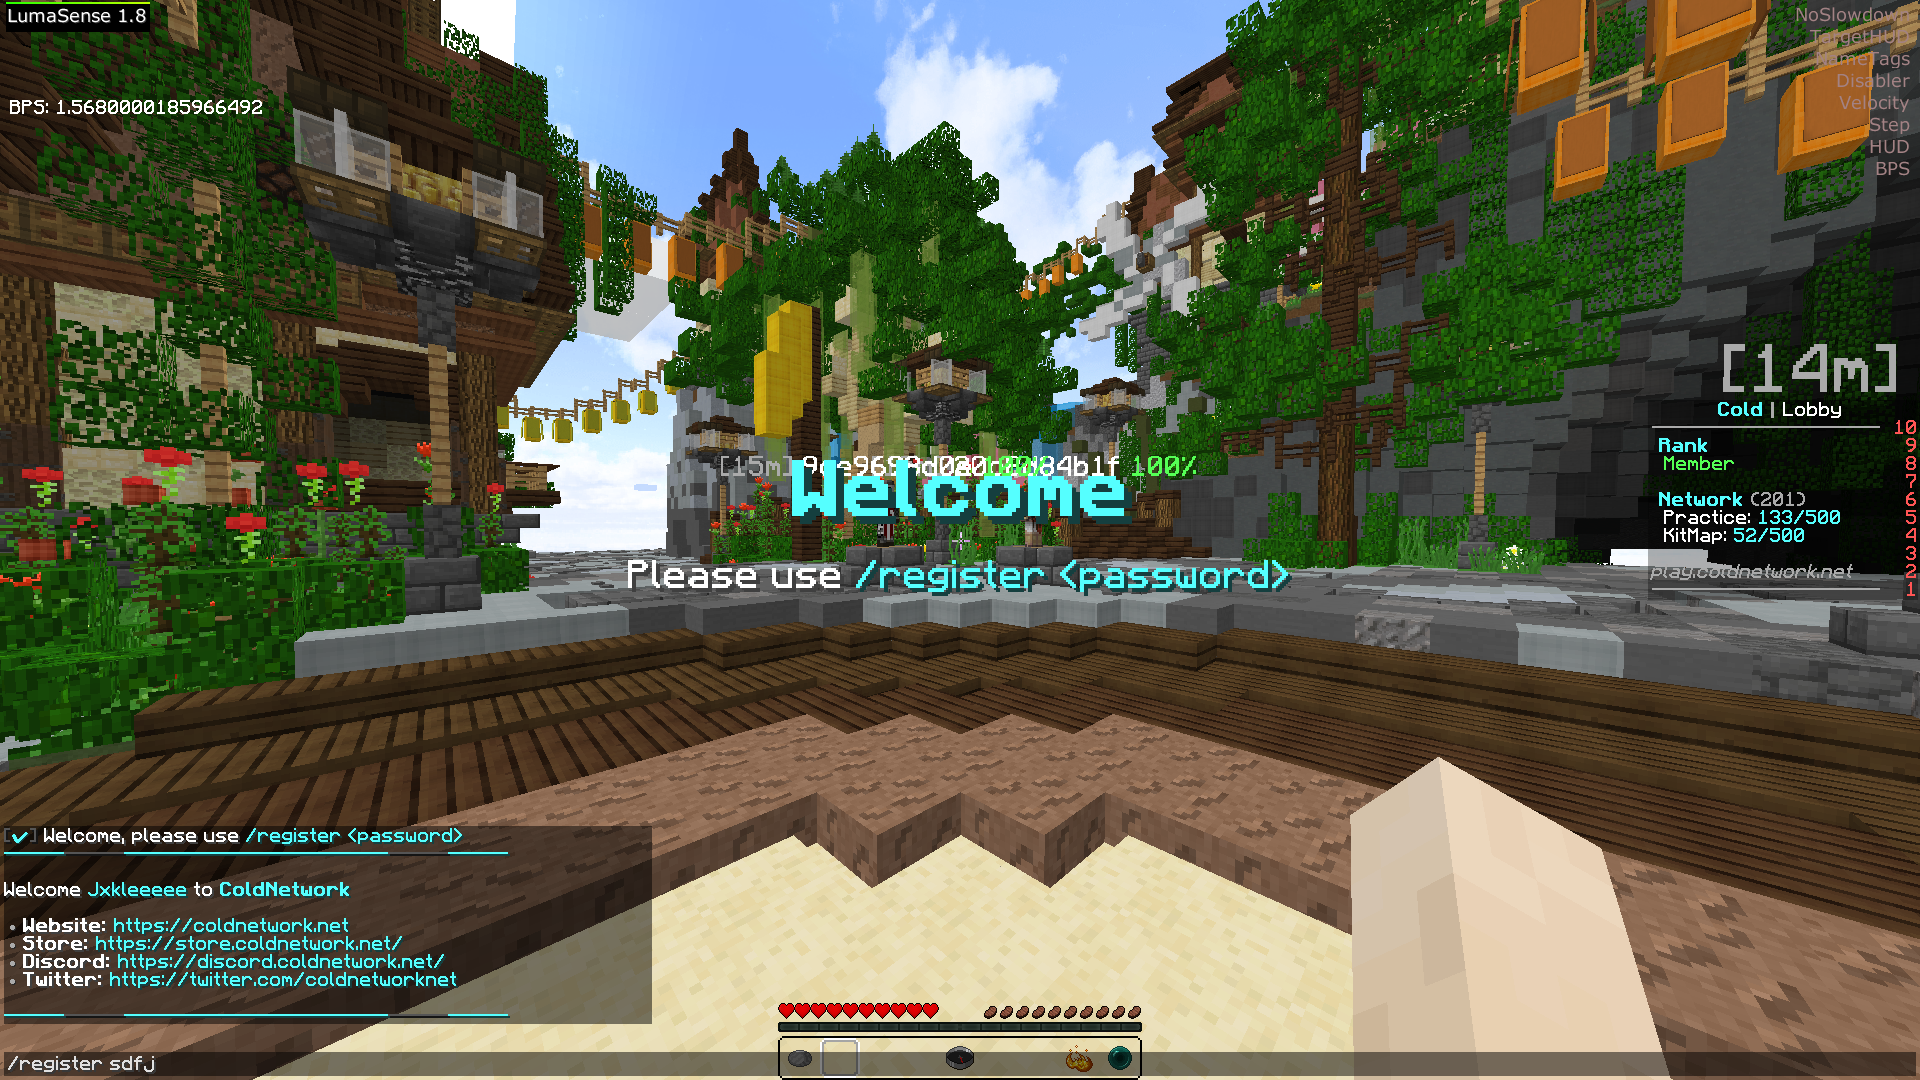 LumaSense 1.8
BPS: 1.5680000185966492
NoSlowdown
TargetHUD
NameTags
Disabler
Velocity
Step
HUD
BPS
[14m]
Cold | Lobby
Rank
Member
Network (201)
Practice: 133/500
KitMap: 52/500
play.coldnetwork.net
10
9
8
7
6
5
4
3
2
1
[15m] 100%
Welcome
Please use /register <password>
[✔] Welcome, please use /register <password>
Welcome Jxkleeeee to ColdNetwork
• Website: https://coldnetwork.net
• Store: https://store.coldnetwork.net/
• Discord: https://discord.coldnetwork.net/
• Twitter: https://twitter.com/coldnetworknet
/register sdfj